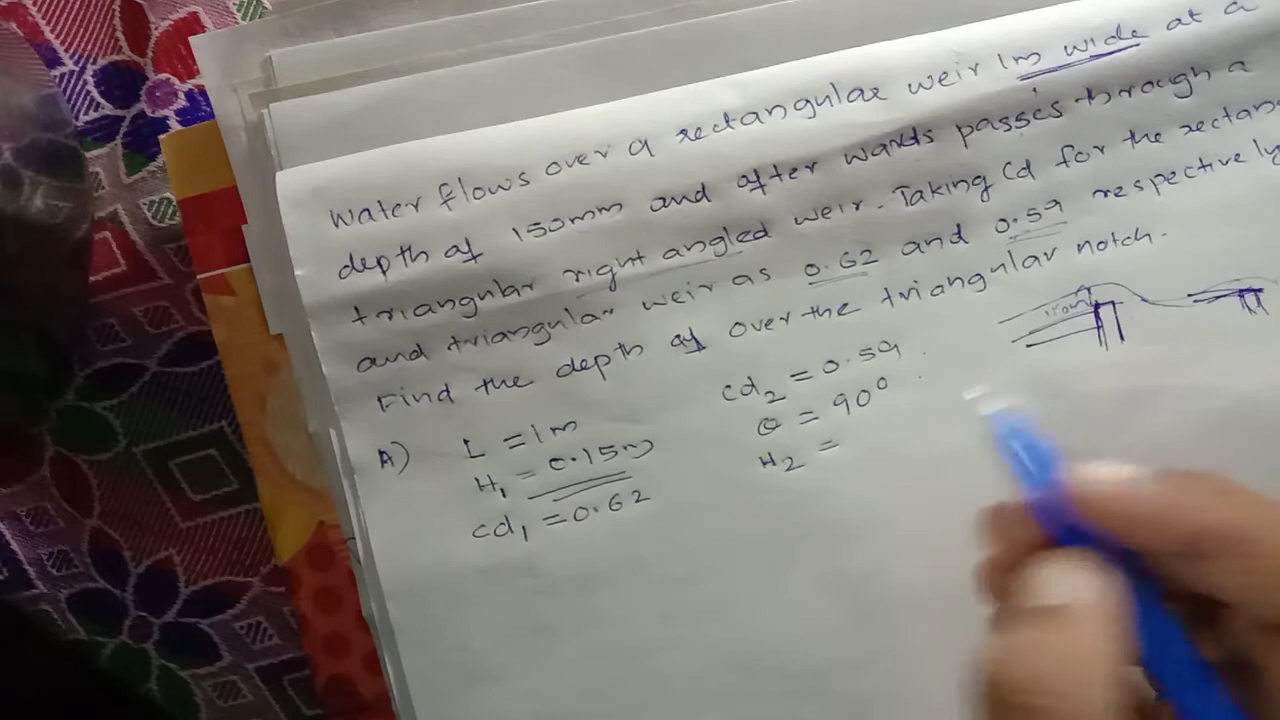 Water flows over a rectangular weir 1m wide at a
depth of 150mm and after wards passes through a
triangular right angled weir. Taking Cd for the rectan
and triangular weir as 0.62 and 0.59 respectively
Find the depth of over the triangular notch.
A) L = 1m
H₁ = 0.15m
cd₁ = 0.62
cd₂ = 0.59
θ = 90°
H₂ =